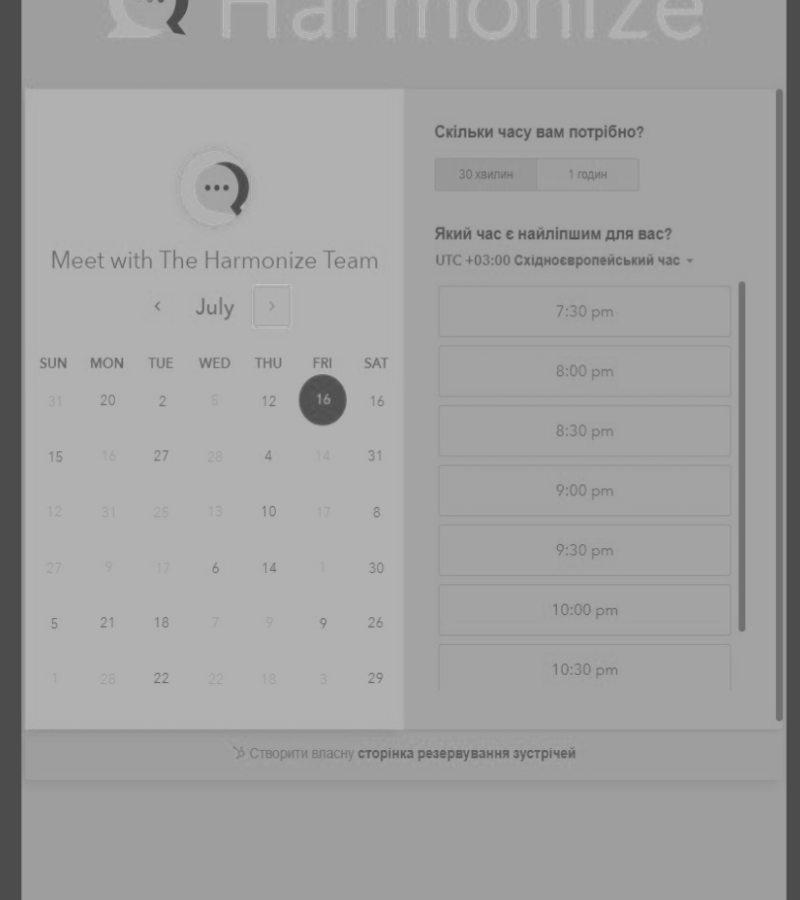 Harmonize
Meet with The Harmonize Team
July
SUN MON TUE WED THU FRI SAT
31 20 2 5 12 16 16
15 16 27 28 4 14 31
12 31 25 13 10 17 8
27 9 17 6 14 1 30
5 21 18 7 9 9 26
1 28 22 22 18 3 29
Скільки часу вам потрібно?
30 хвилин 1 годин
Який час є найліпшим для вас?
UTC +03:00 Східноєвропейський час
7:30 pm
8:00 pm
8:30 pm
9:00 pm
9:30 pm
10:00 pm
10:30 pm
Створити власну сторінка резервування зустрічей